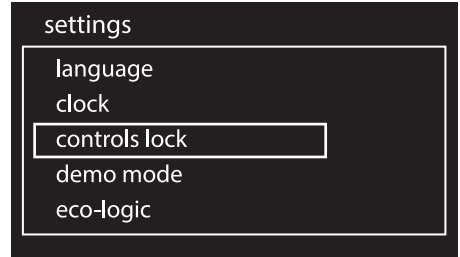 settings
language
clock
controls lock
demo mode
eco-logic